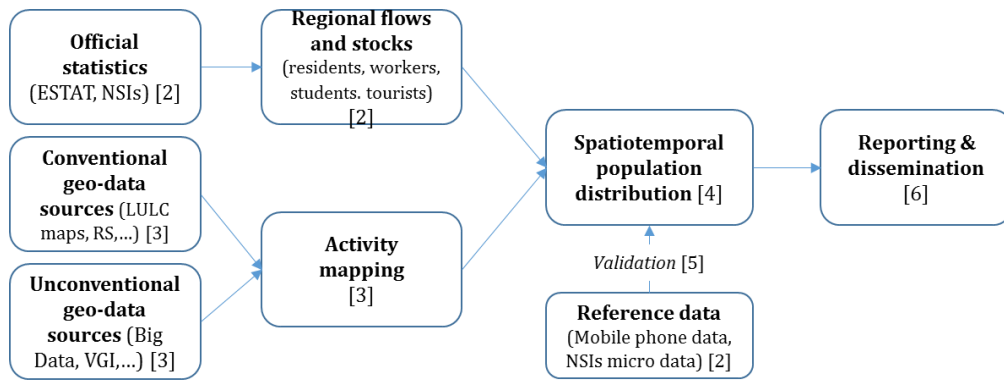 Official
statistics
(ESTAT, NSIs) [2]
Regional flows
and stocks
(residents, workers,
students. tourists)
[2]
Conventional
geo-data
sources (LULC
maps, RS,...) [3]
Unconventional
geo-data
sources (Big
Data, VGI,...) [3]
Activity
mapping
[3]
Spatiotemporal
population
distribution [4]
Validation [5]
Reference data
(Mobile phone data,
NSIs micro data) [2]
Reporting &
dissemination
[6]